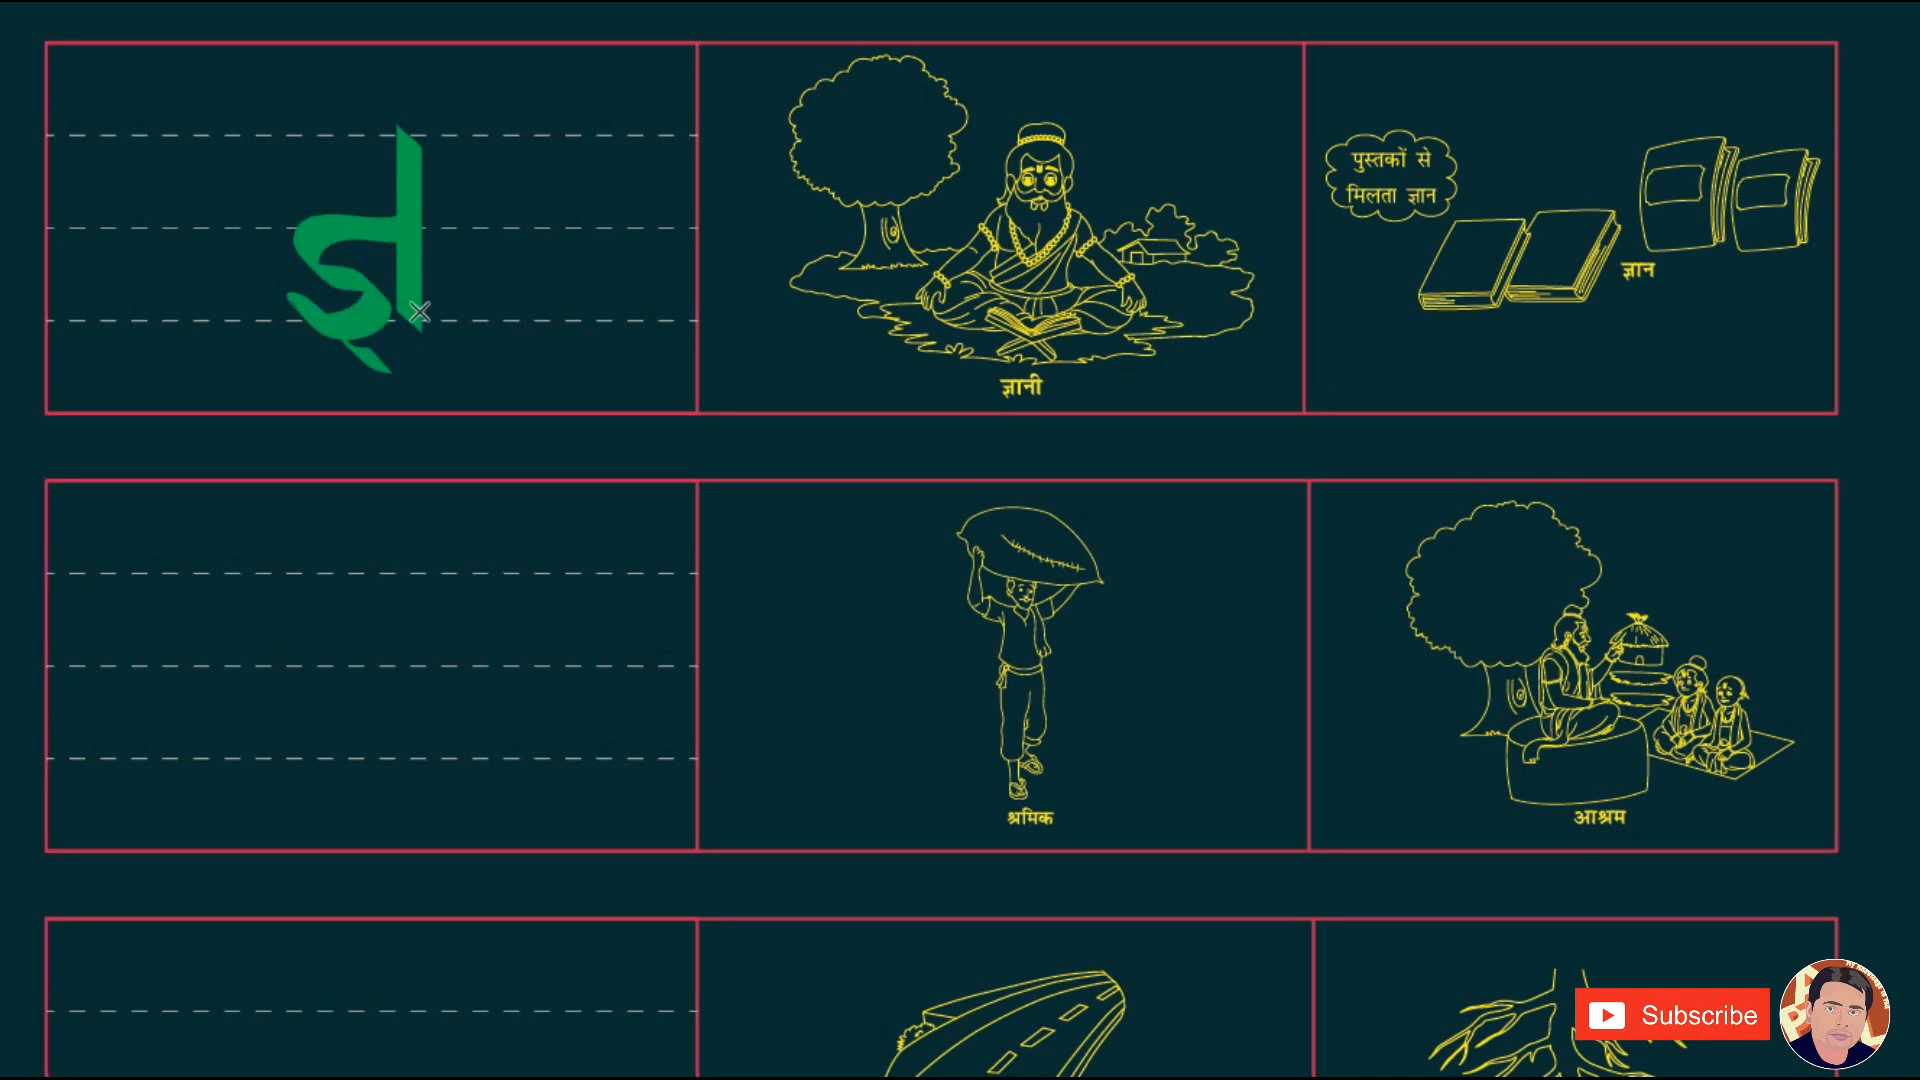 ज्ञ
पुस्तकों से
मिलता ज्ञान
ज्ञान
ज्ञानी
श्रमिक
आश्रम
Subscribe